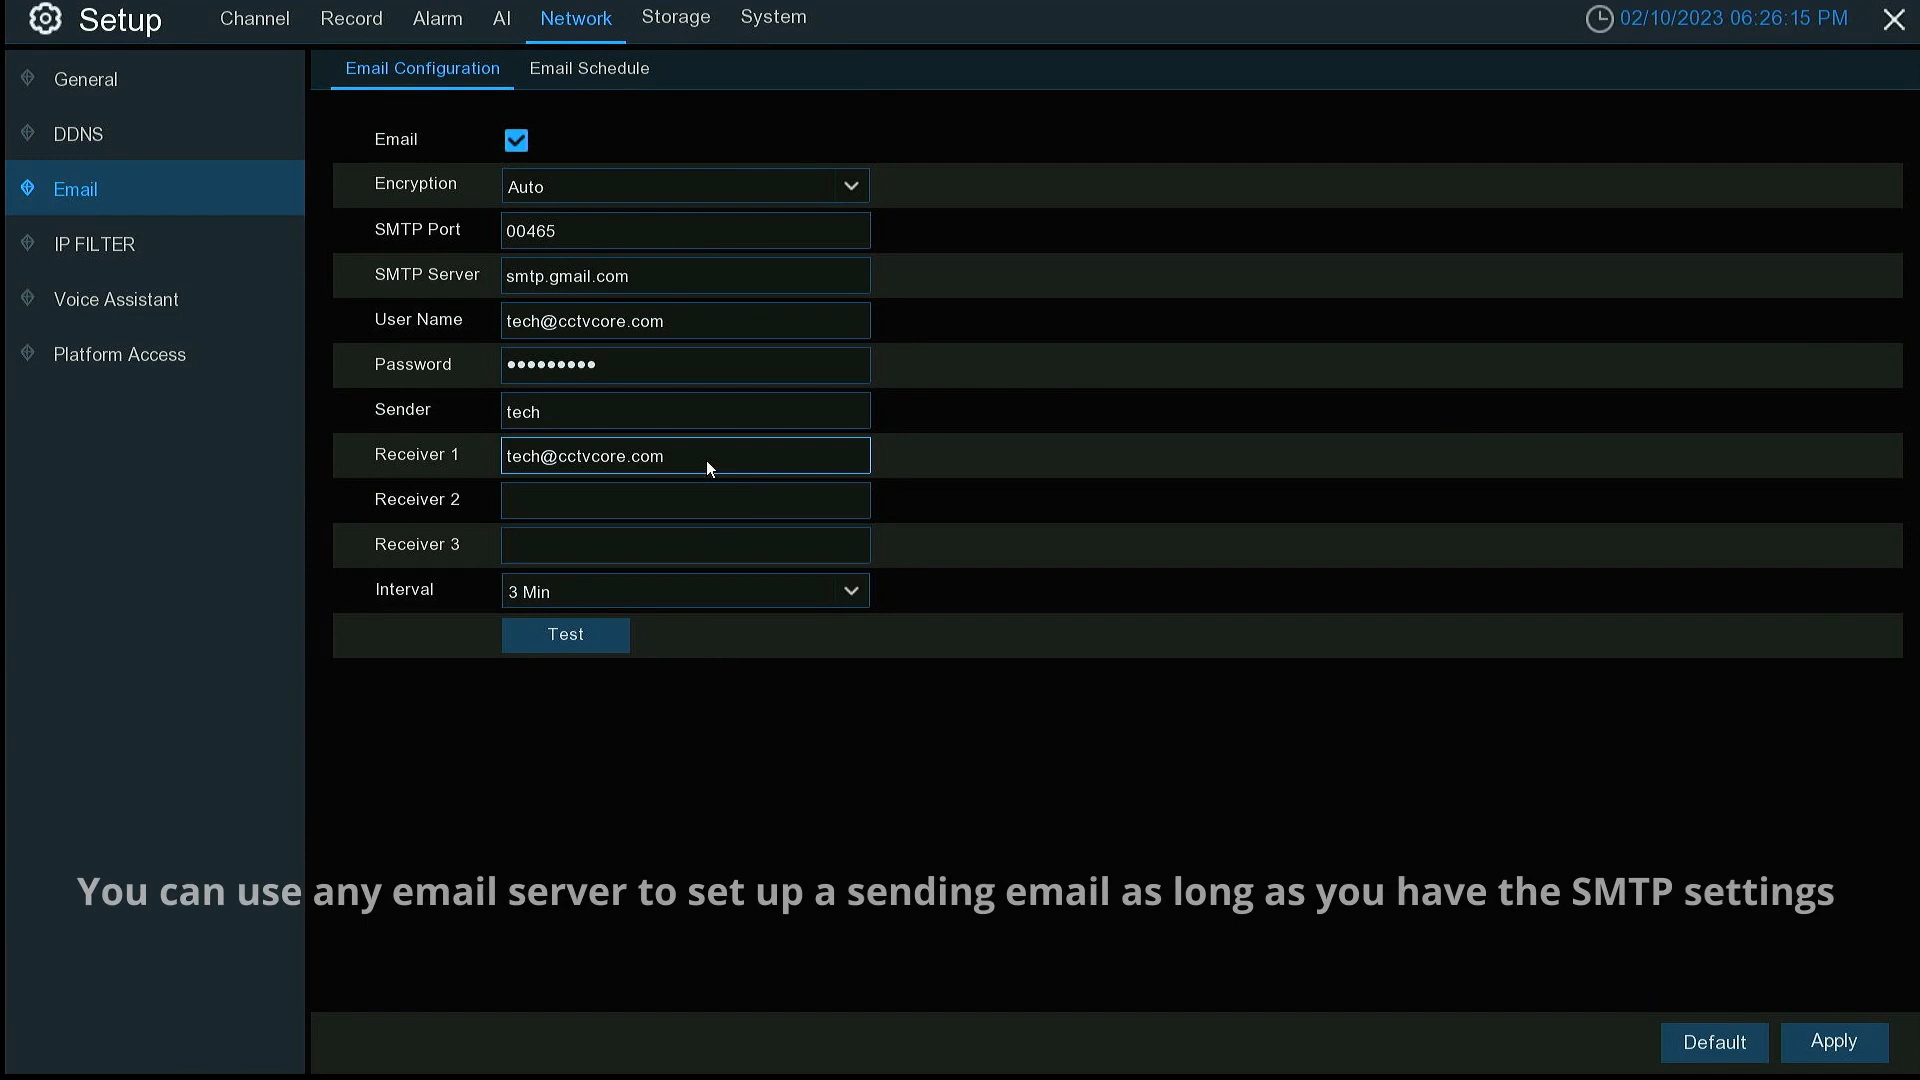 Setup
Channel Record Alarm AI Network Storage System
02/10/2023 06:26:15 PM
General
DDNS
Email
IP FILTER
Voice Assistant
Platform Access
Email Configuration Email Schedule
Email
Encryption Auto
SMTP Port 00465
SMTP Server smtp.gmail.com
User Name tech@cctvcore.com
Password •••••••••
Sender tech
Receiver 1 tech@cctvcore.com
Receiver 2
Receiver 3
Interval 3 Min
Test
You can use any email server to set up a sending email as long as you have the SMTP settings
Default Apply